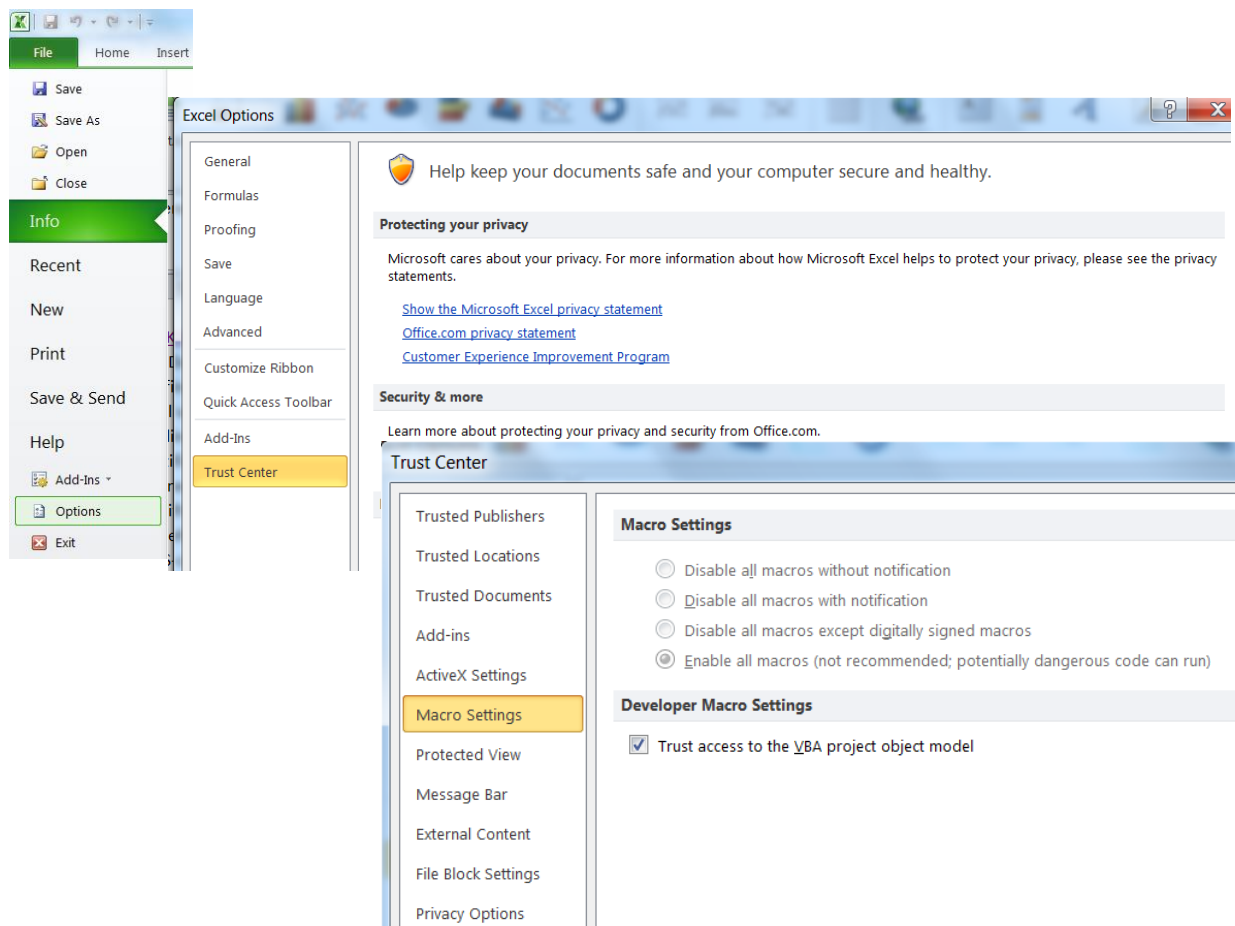 File Home Insert
Save
Save As
Open
Close
Info
Recent
New
Print
Save & Send
Help
Add-Ins
Options
Exit
Excel Options
General
Formulas
Proofing
Save
Language
Advanced
Customize Ribbon
Quick Access Toolbar
Add-Ins
Trust Center
Help keep your documents safe and your computer secure and healthy.
Protecting your privacy
Microsoft cares about your privacy. For more information about how Microsoft Excel helps to protect your privacy, please see the privacy
statements.
Show the Microsoft Excel privacy statement
Office.com privacy statement
Customer Experience Improvement Program
Security & more
Learn more about protecting your privacy and security from Office.com.
Trust Center
Trusted Publishers
Trusted Locations
Trusted Documents
Add-ins
ActiveX Settings
Macro Settings
Protected View
Message Bar
External Content
File Block Settings
Privacy Options
Macro Settings
Disable all macros without notification
Disable all macros with notification
Disable all macros except digitally signed macros
Enable all macros (not recommended; potentially dangerous code can run)
Developer Macro Settings
Trust access to the VBA project object model